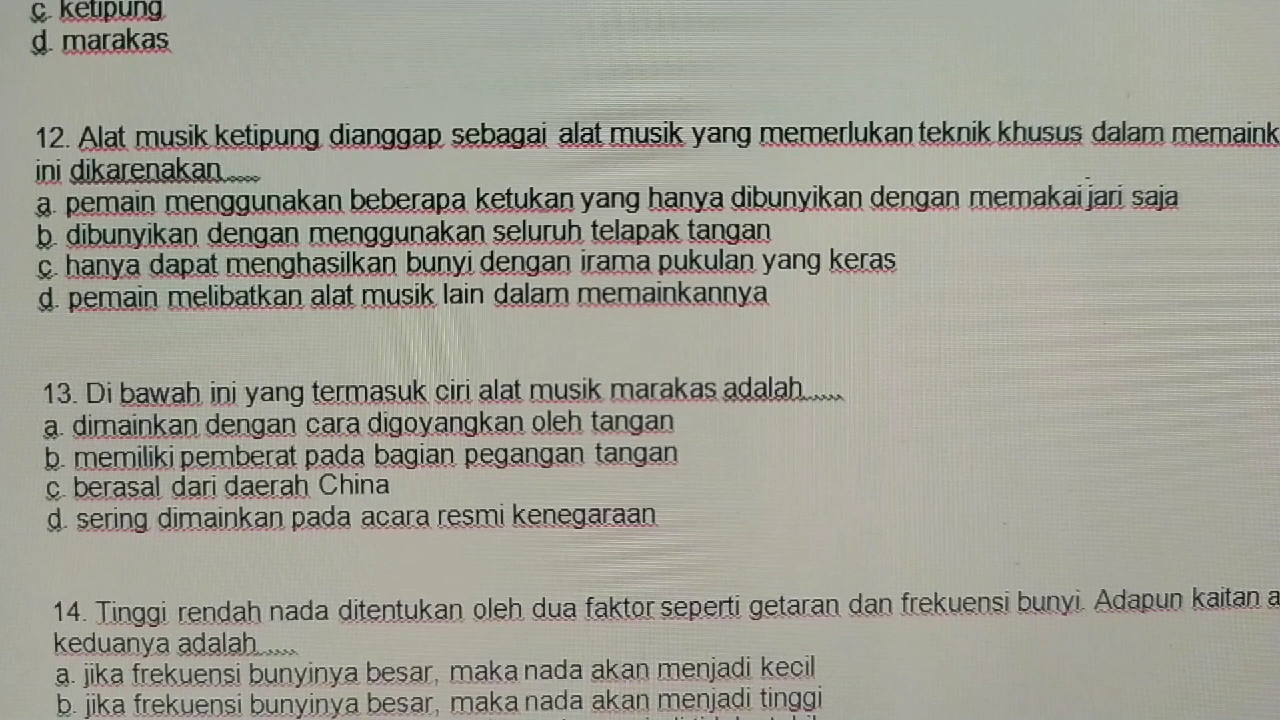 c. ketipung
d. marakas
12. Alat musik ketipung dianggap sebagai alat musik yang memerlukan teknik khusus dalam memaink
ini dikarenakan.....
a. pemain menggunakan beberapa ketukan yang hanya dibunyikan dengan memakai jari saja
b. dibunyikan dengan menggunakan seluruh telapak tangan
c. hanya dapat menghasilkan bunyi dengan irama pukulan yang keras
d. pemain melibatkan alat musik lain dalam memainkannya
13. Di bawah ini yang termasuk ciri alat musik marakas adalah.....
a. dimainkan dengan cara digoyangkan oleh tangan
b. memiliki pemberat pada bagian pegangan tangan
c. berasal dari daerah China
d. sering dimainkan pada acara resmi kenegaraan
14. Tinggi rendah nada ditentukan oleh dua faktor seperti getaran dan frekuensi bunyi. Adapun kaitan a
keduanya adalah.....
a. jika frekuensi bunyinya besar, maka nada akan menjadi kecil
b. jika frekuensi bunyinya besar, maka nada akan menjadi tinggi